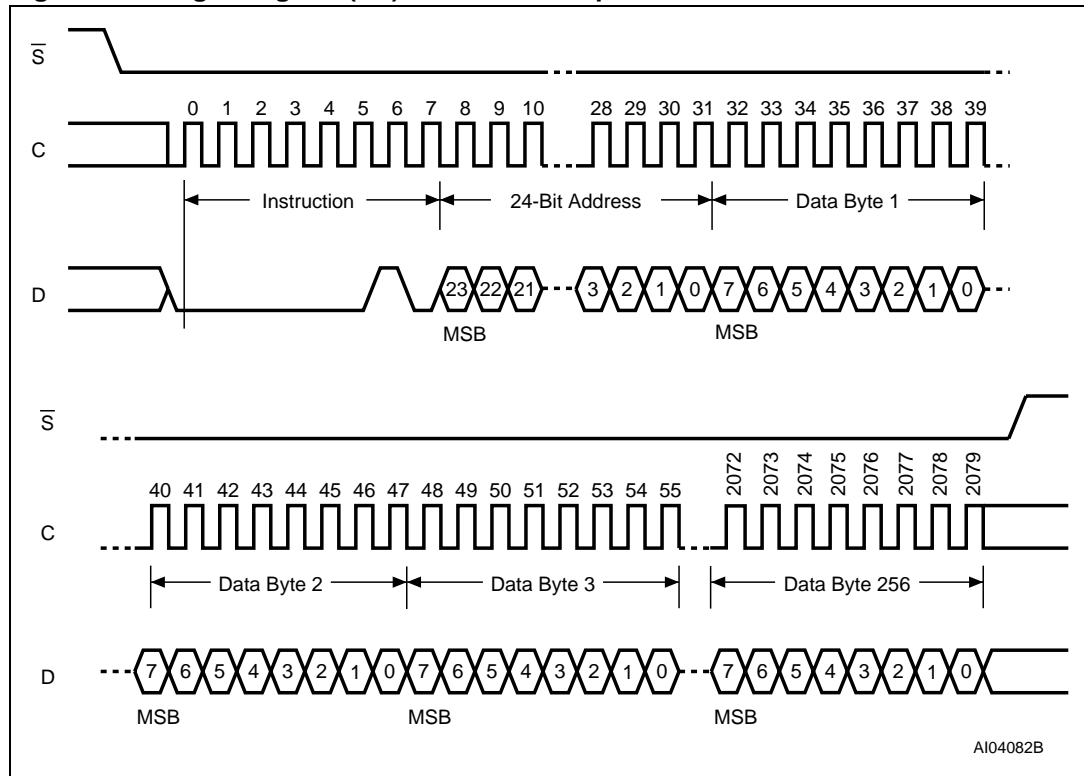 S̅
0 1 2 3 4 5 6 7 8 9 10 28 29 30 31 32 33 34 35 36 37 38 39
C
Instruction 24-Bit Address Data Byte 1
D 23 22 21 3 2 1 0 7 6 5 4 3 2 1 0
MSB MSB
S̅
40 41 42 43 44 45 46 47 48 49 50 51 52 53 54 55 2072 2073 2074 2075 2076 2077 2078 2079
C
Data Byte 2 Data Byte 3 Data Byte 256
D 7 6 5 4 3 2 1 0 7 6 5 4 3 2 1 0 7 6 5 4 3 2 1 0
MSB MSB MSB
AI04082B